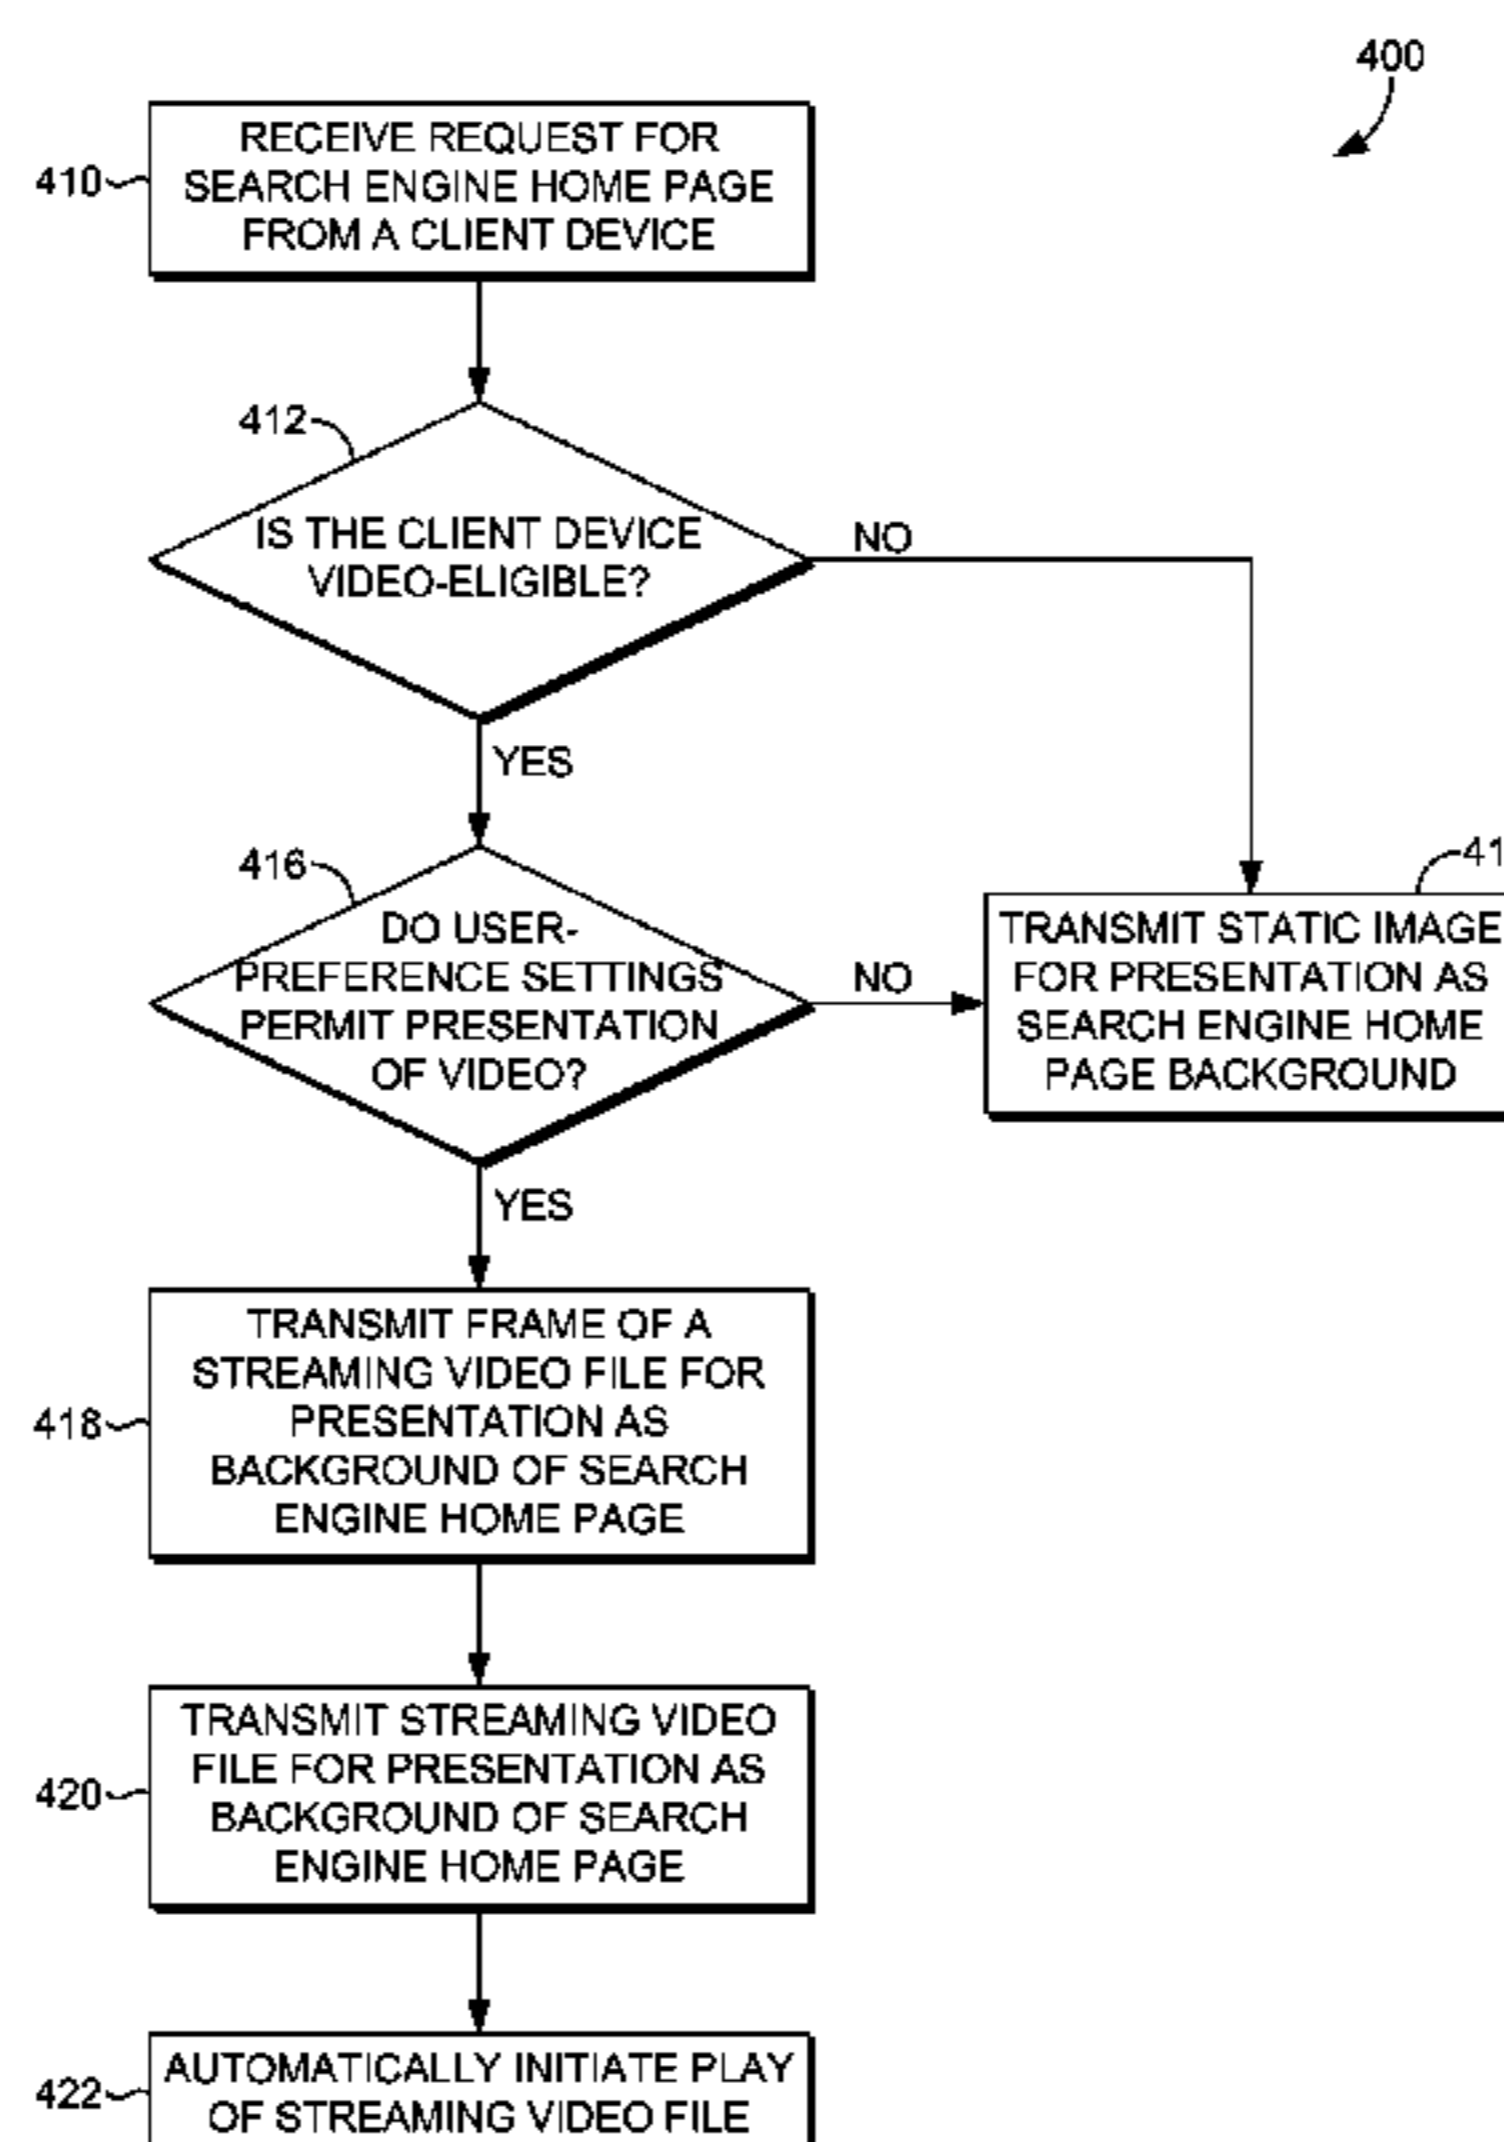 400
410
RECEIVE REQUEST FOR
SEARCH ENGINE HOME PAGE
FROM A CLIENT DEVICE
412
IS THE CLIENT DEVICE
VIDEO-ELIGIBLE?
NO
YES
416
DO USER-
PREFERENCE SETTINGS
PERMIT PRESENTATION
OF VIDEO?
NO
YES
TRANSMIT STATIC IMAGE
FOR PRESENTATION AS
SEARCH ENGINE HOME
PAGE BACKGROUND
418
TRANSMIT FRAME OF A
STREAMING VIDEO FILE FOR
PRESENTATION AS
BACKGROUND OF SEARCH
ENGINE HOME PAGE
420
TRANSMIT STREAMING VIDEO
FILE FOR PRESENTATION AS
BACKGROUND OF SEARCH
ENGINE HOME PAGE
422
AUTOMATICALLY INITIATE PLAY
OF STREAMING VIDEO FILE